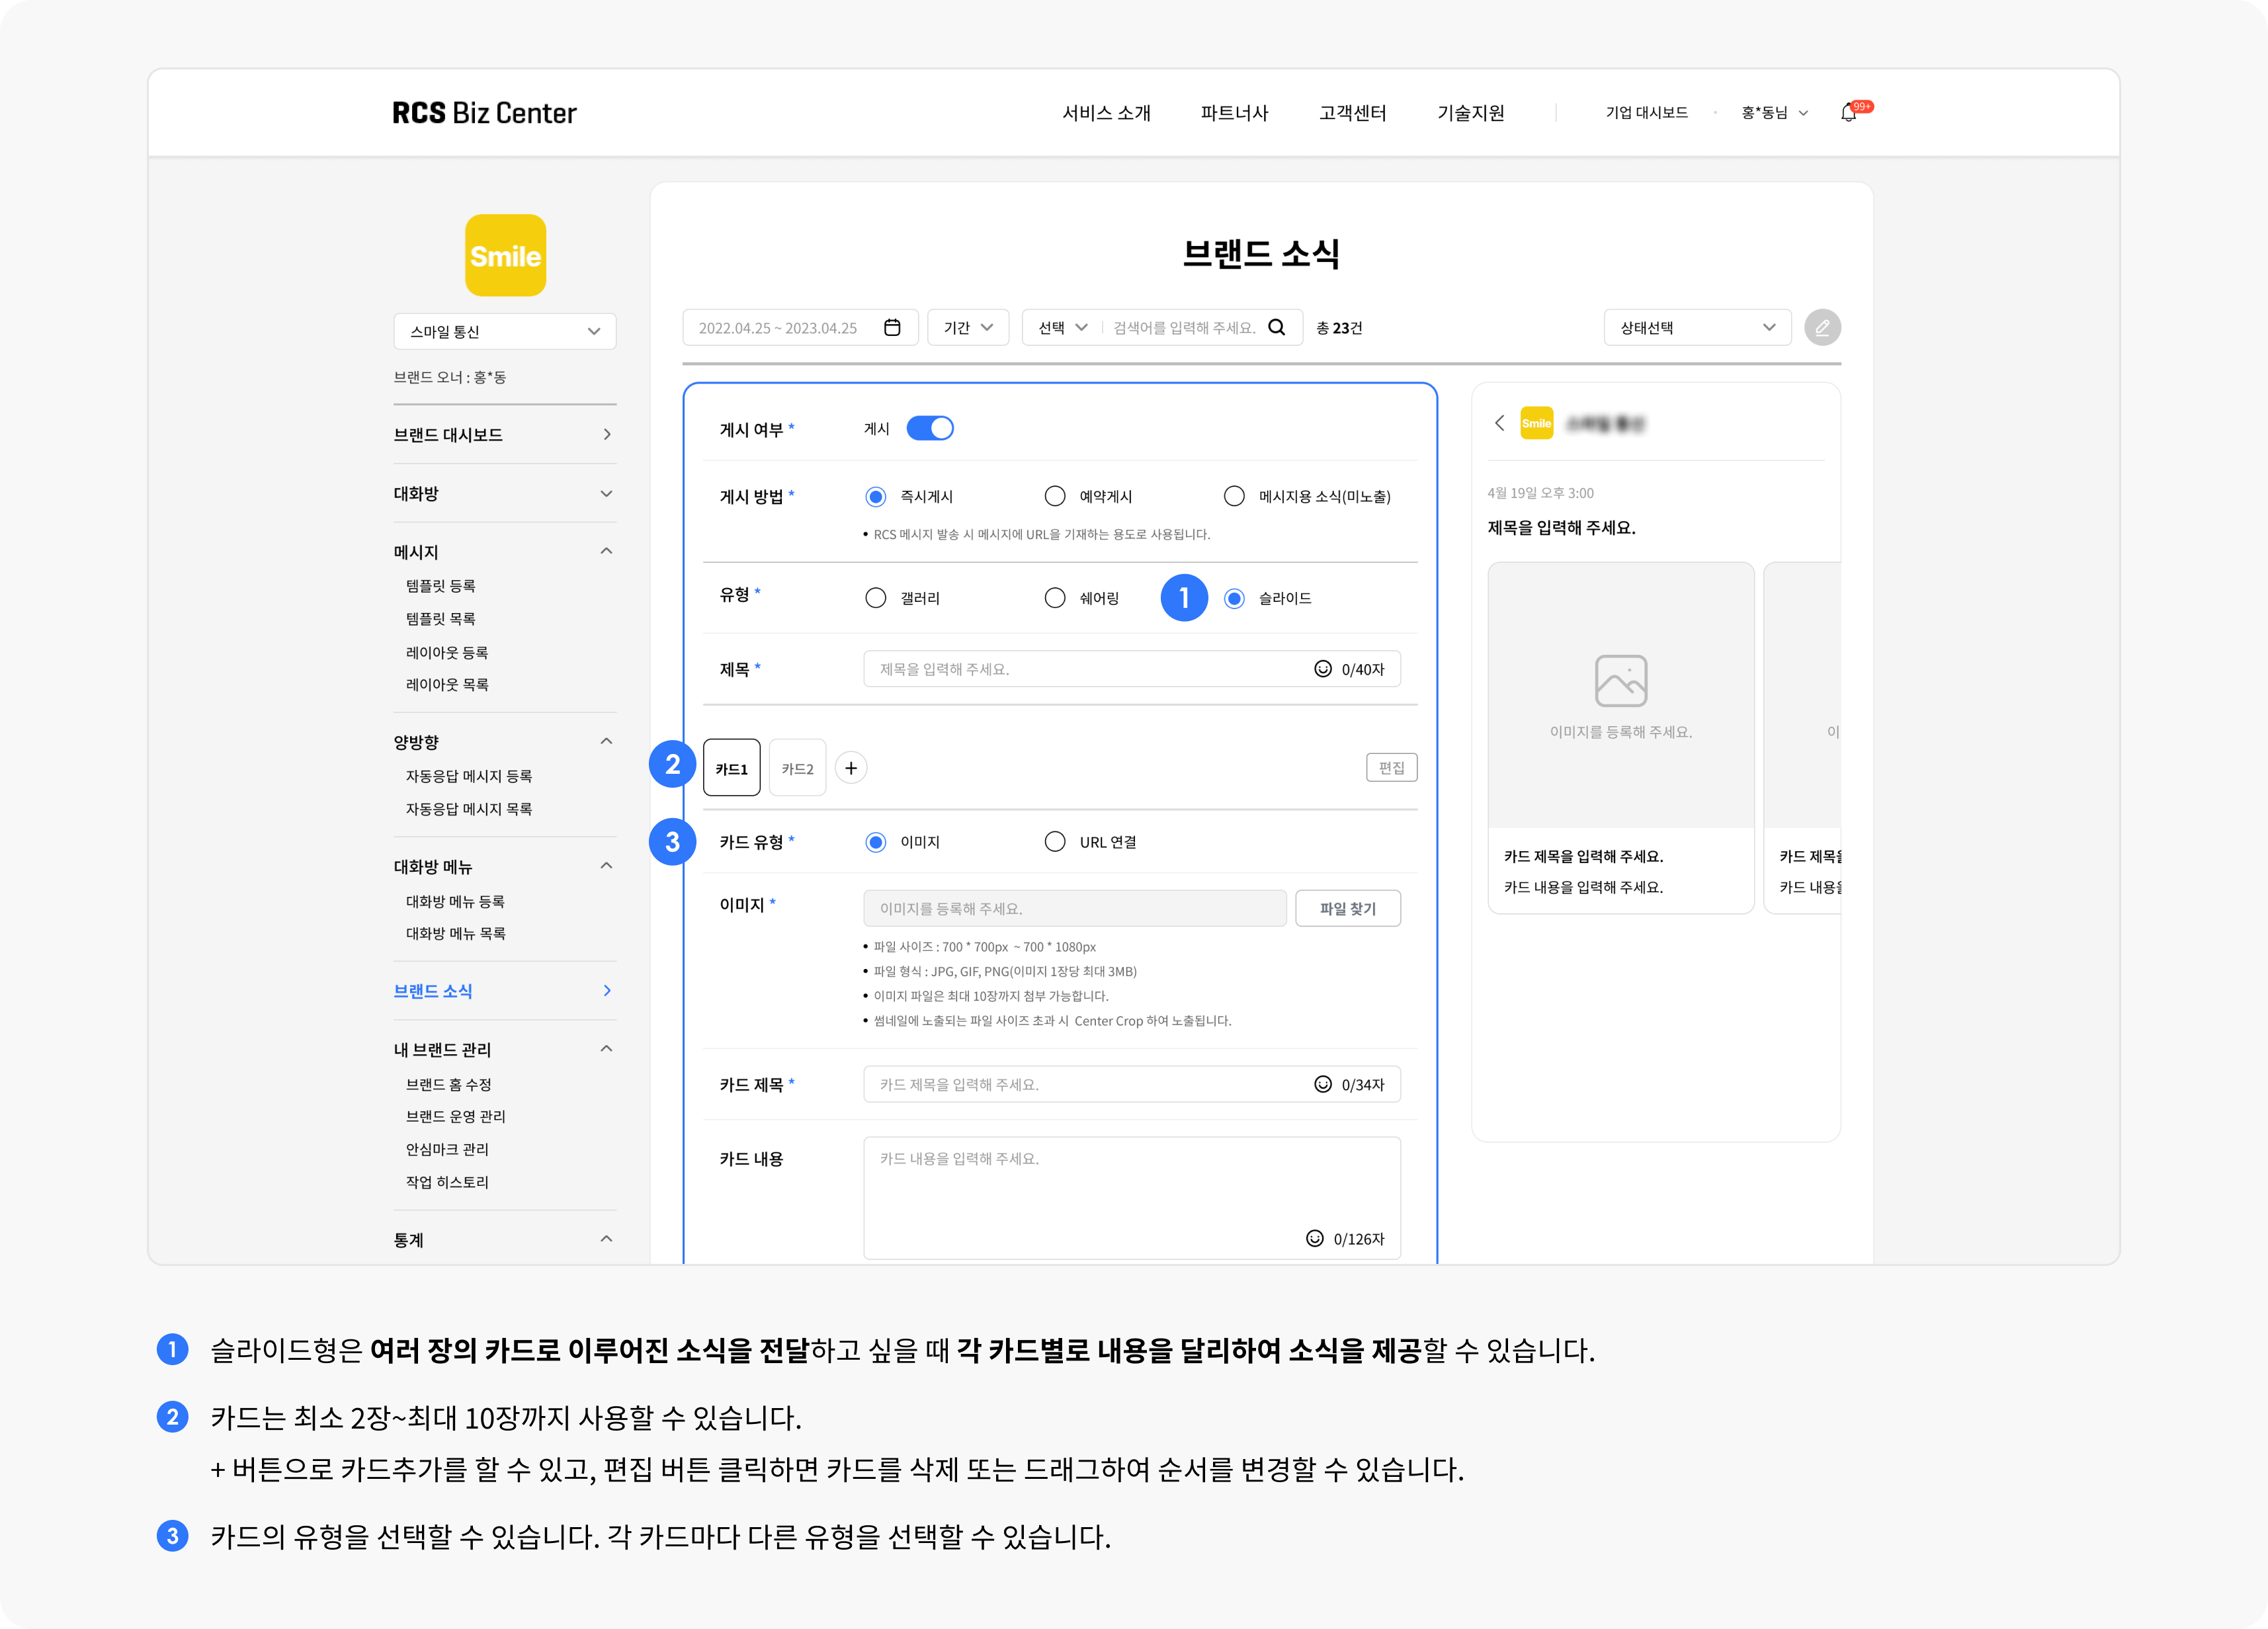 RCS Biz Center
서비스 소개 파트너사 고객센터 기술지원 기업 대시보드 홍*동님 99+
Smile
스마일 통신
브랜드 오너 : 홍*동
브랜드 대시보드
대화방
메시지
템플릿 등록
템플릿 목록
레이아웃 등록
레이아웃 목록
양방향
자동응답 메시지 등록
자동응답 메시지 목록
대화방 메뉴
대화방 메뉴 등록
대화방 메뉴 목록
브랜드 소식
내 브랜드 관리
브랜드 홈 수정
브랜드 운영 관리
안심마크 관리
작업 히스토리
통계
브랜드 소식
2022.04.25 ~ 2023.04.25 기간 선택 검색어를 입력해 주세요. 총 23건 상태선택
게시 여부 * 게시
게시 방법 * 즉시게시 예약게시 메시지용 소식(미노출)
• RCS 메시지 발송 시 메시지에 URL을 기재하는 용도로 사용됩니다.
유형 * 갤러리 쉐어링 1 슬라이드
제목 * 제목을 입력해 주세요. 0/40자
2 카드1 카드2 + 편집
3 카드 유형 * 이미지 URL 연결
이미지 * 이미지를 등록해 주세요. 파일 찾기
• 파일 사이즈 : 700 * 700px ~ 700 * 1080px
• 파일 형식 : JPG, GIF, PNG(이미지 1장당 최대 3MB)
• 이미지 파일은 최대 10장까지 첨부 가능합니다.
• 썸네일에 노출되는 파일 사이즈 초과 시 Center Crop 하여 노출됩니다.
카드 제목 * 카드 제목을 입력해 주세요. 0/34자
카드 내용 카드 내용을 입력해 주세요.
0/126자
Smile
4월 19일 오후 3:00
제목을 입력해 주세요.
이미지를 등록해 주세요. 이
카드 제목을 입력해 주세요. 카드 제목을
카드 내용을 입력해 주세요. 카드 내용을
1 슬라이드형은 여러 장의 카드로 이루어진 소식을 전달하고 싶을 때 각 카드별로 내용을 달리하여 소식을 제공할 수 있습니다.
2 카드는 최소 2장~최대 10장까지 사용할 수 있습니다.
+ 버튼으로 카드추가를 할 수 있고, 편집 버튼 클릭하면 카드를 삭제 또는 드래그하여 순서를 변경할 수 있습니다.
3 카드의 유형을 선택할 수 있습니다. 각 카드마다 다른 유형을 선택할 수 있습니다.